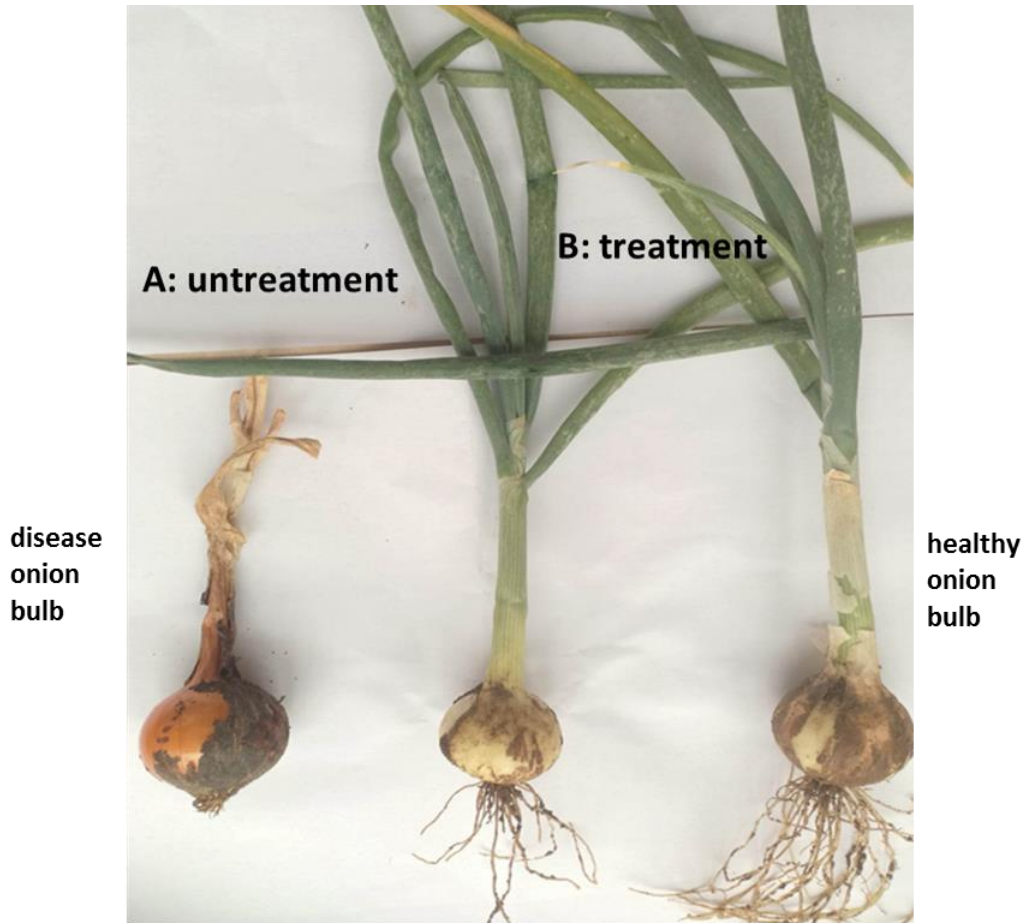 A: untreatment
B: treatment
disease
onion
bulb
healthy
onion
bulb